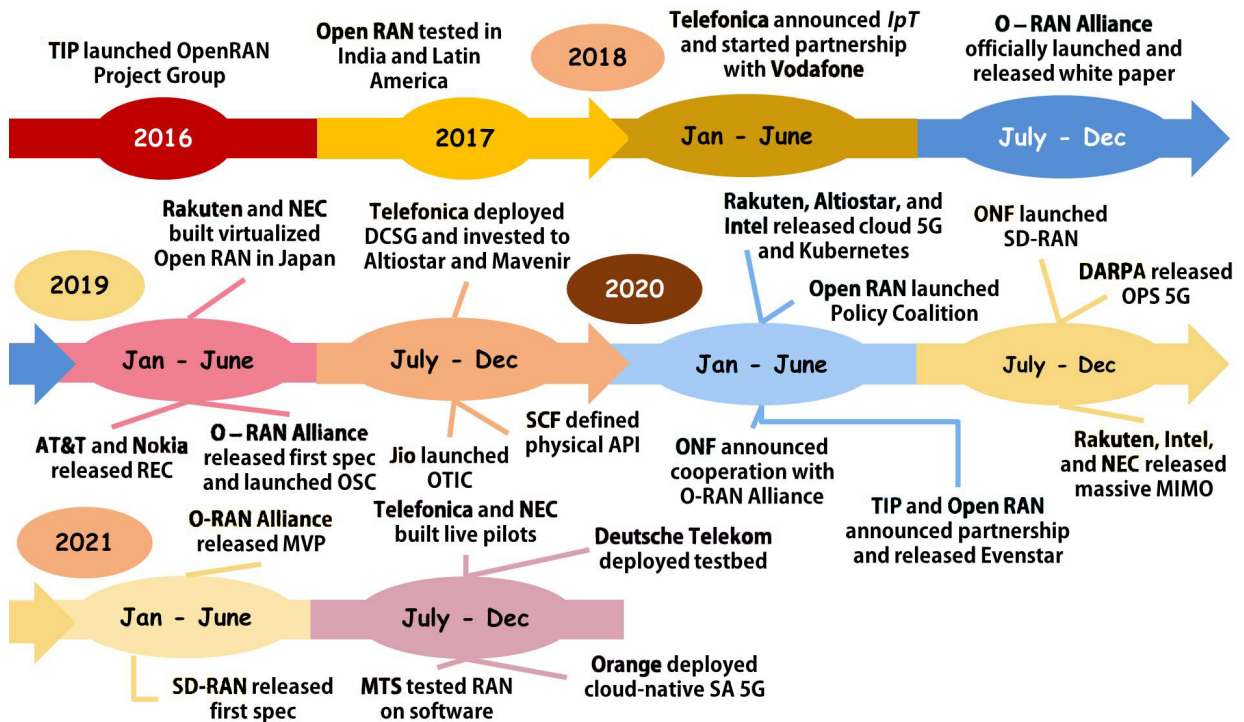 TIP launched OpenRAN
Project Group
2016
Open RAN tested in
India and Latin
America
2017
2018
Telefonica announced IpT
and started partnership
with Vodafone
Jan - June
O – RAN Alliance
officially launched and
released white paper
July - Dec
2019
Rakuten and NEC
built virtualized
Open RAN in Japan
Jan - June
AT&T and Nokia
released REC
O – RAN Alliance
released first spec
and launched OSC
Telefonica deployed
DCSG and invested to
Altiostar and Mavenir
July - Dec
Jio launched
OTIC
SCF defined
physical API
2020
Rakuten, Altiostar, and
Intel released cloud 5G
and Kubernetes
Open RAN launched
Policy Coalition
Jan - June
ONF announced
cooperation with
O-RAN Alliance
TIP and Open RAN
announced partnership
and released Evenstar
ONF launched
SD-RAN
DARPA released
OPS 5G
July - Dec
Rakuten, Intel,
and NEC released
massive MIMO
2021
O-RAN Alliance
released MVP
Jan - June
SD-RAN released
first spec
Telefonica and NEC
built live pilots
Deutsche Telekom
deployed testbed
July - Dec
MTS tested RAN
on software
Orange deployed
cloud-native SA 5G